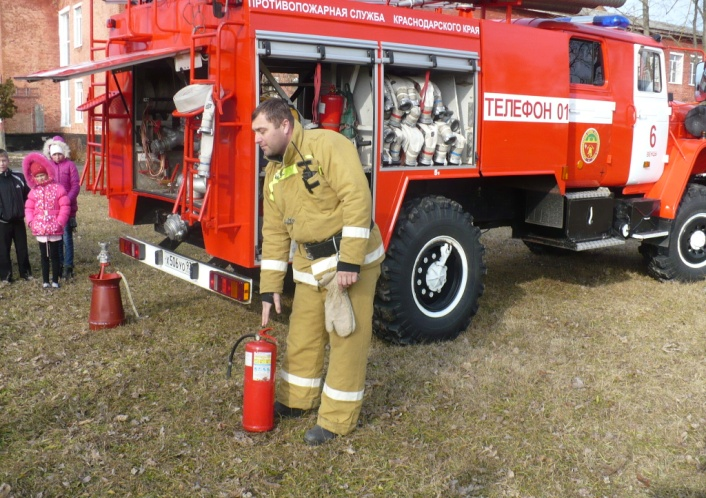 ПРОТИВОПОЖАРНАЯ СЛУЖБА КРАСНОДАРСКОГО КРАЯ
ТЕЛЕФОН 01
6